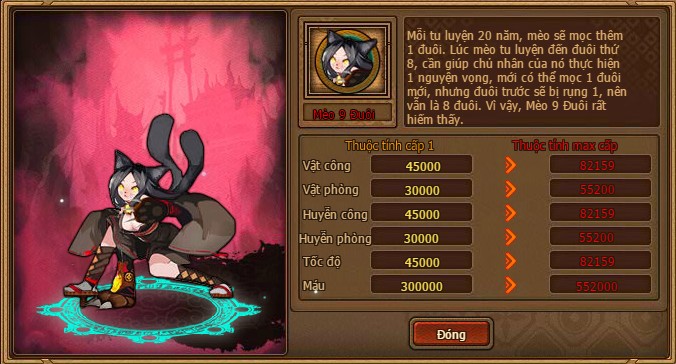 Mỗi tu luyện 20 năm, mèo sẽ mọc thêm
1 đuôi. Lúc mèo tu luyện đến đuôi thứ
8, cần giúp chủ nhân của nó thực hiện
1 nguyện vọng, mới có thể mọc 1 đuôi
mới, nhưng đuôi trước sẽ bị rụng 1, nên
vẫn là 8 đuôi. Vì vậy, Mèo 9 Đuôi rất
hiếm thấy.
Mèo 9 Đuôi
Thuộc tính cấp 1 Thuộc tính max cấp
Vật công 45000 82159
Vật phòng 30000 55200
Huyễn công 45000 82159
Huyễn phòng 30000 55200
Tốc độ 45000 82159
Máu 300000 552000
Đóng